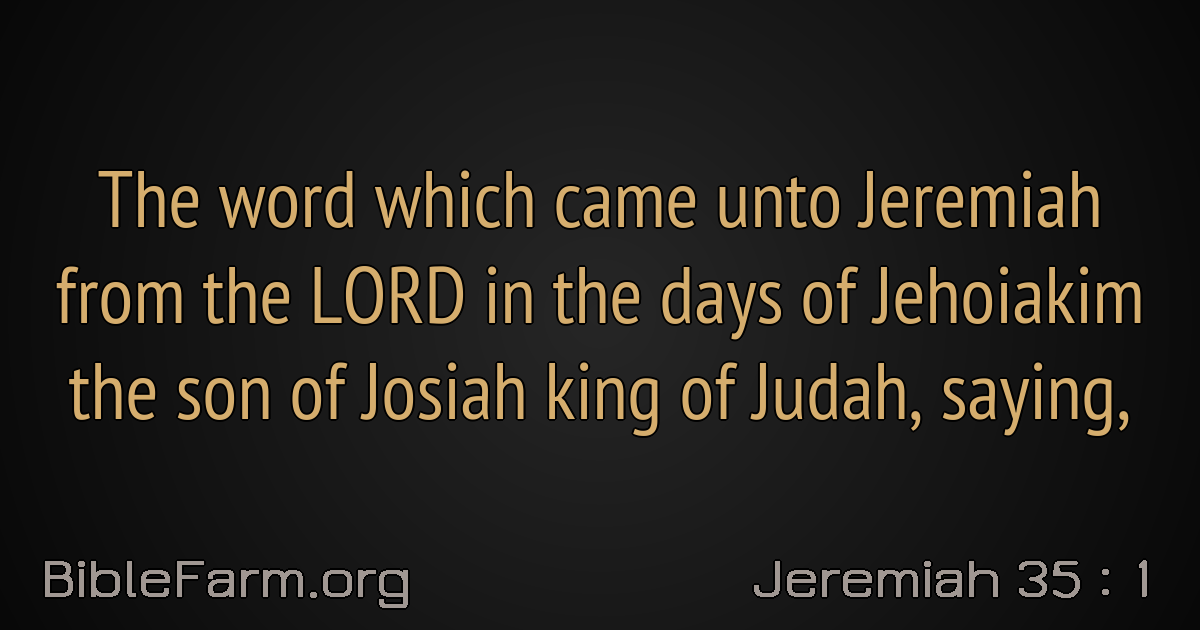 The word which came unto Jeremiah
from the LORD in the days of Jehoiakim
the son of Josiah king of Judah, saying,
BibleFarm.org
Jeremiah 35 : 1